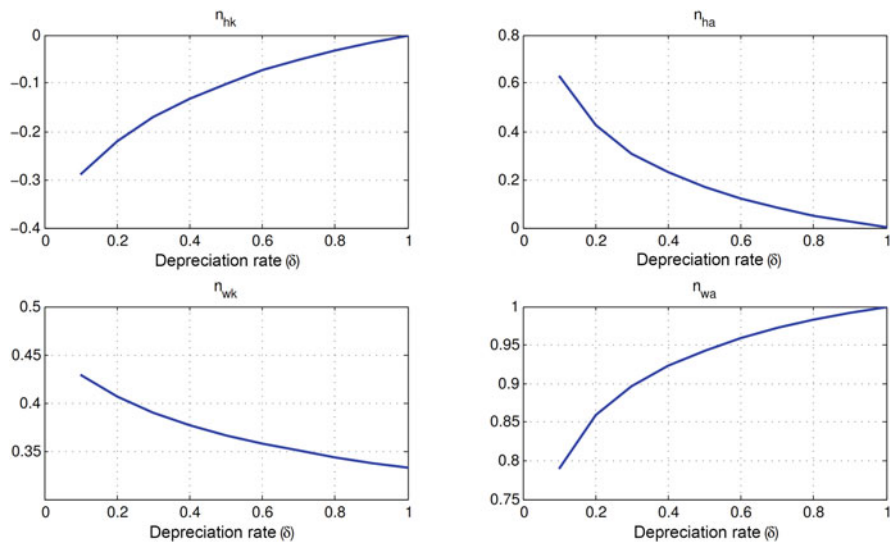 n_hk
0
−0.1
−0.2
−0.3
−0.4
0 0.2 0.4 0.6 0.8 1
Depreciation rate (δ)
n_ha
0.8
0.6
0.4
0.2
0
0 0.2 0.4 0.6 0.8 1
Depreciation rate (δ)
n_wk
0.5
0.45
0.4
0.35
0 0.2 0.4 0.6 0.8 1
Depreciation rate (δ)
n_wa
1
0.95
0.9
0.85
0.8
0.75
0 0.2 0.4 0.6 0.8 1
Depreciation rate (δ)